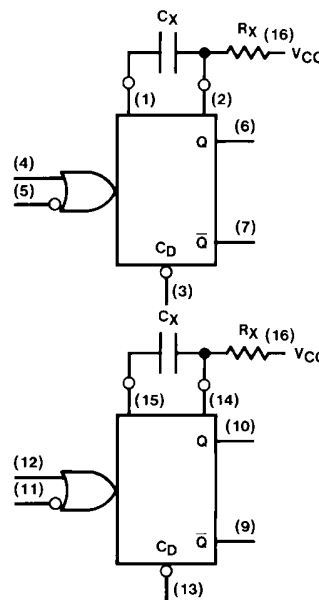 CX
RX (16)
VCC
(1) (2)
Q (6)
(4)
(5)
Q̅ (7)
CD
(3)
CX
RX (16)
VCC
(15) (14)
Q (10)
(12)
(11)
Q̅ (9)
CD
(13)